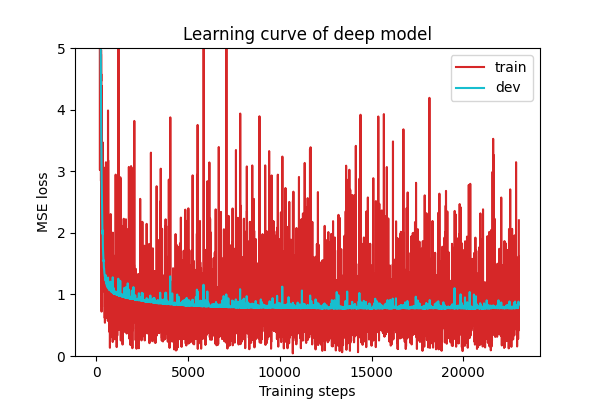 Learning curve of deep model
5
4
3
2
1
0
MSE loss
train
dev
0
5000
10000
15000
20000
Training steps